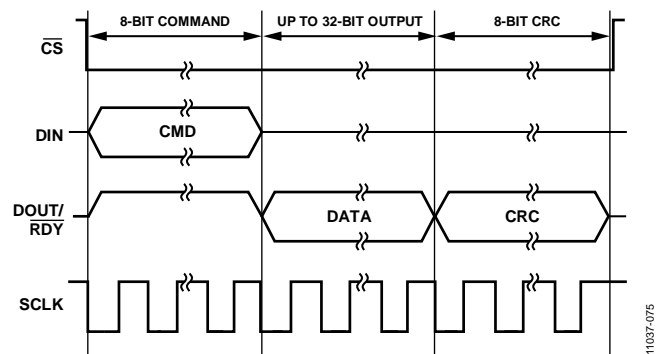 8-BIT COMMAND UP TO 32-BIT OUTPUT 8-BIT CRC
CS
DIN CMD
DOUT/
RDY DATA CRC
SCLK
11037-075